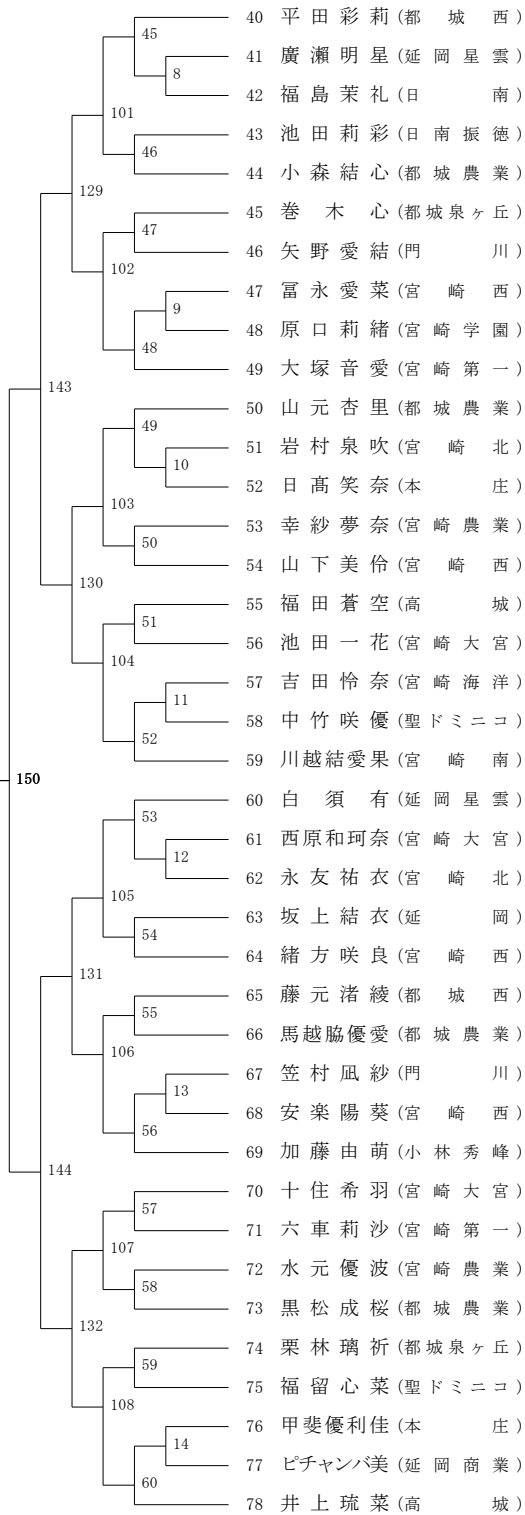 40 平田彩莉(都城西)
45
41 廣瀬明星(延岡星雲)
8
42 福島茉礼(日南)
101
43 池田莉彩(日南振徳)
46
44 小森結心(都城農業)
129
45 巻木心(都城泉ヶ丘)
47
46 矢野愛結(門川)
102
47 冨永愛菜(宮崎西)
9
48 原口莉緒(宮崎学園)
48
49 大塚音愛(宮崎第一)
143
50 山元杏里(都城農業)
49
51 岩村泉吹(宮崎北)
10
52 日髙笑奈(本庄)
103
53 幸紗夢奈(宮崎農業)
50
54 山下美伶(宮崎西)
130
55 福田蒼空(高城)
51
56 池田一花(宮崎大宮)
104
57 吉田怜奈(宮崎海洋)
11
58 中竹咲優(聖ドミニコ)
52
59 川越結愛果(宮崎南)
150
60 白須有(延岡星雲)
53
61 西原和珂奈(宮崎大宮)
12
62 永友祐衣(宮崎北)
105
63 坂上結衣(延岡)
54
64 緒方咲良(宮崎西)
131
65 藤元渚綾(都城西)
55
66 馬越脇優愛(都城農業)
106
67 笠村凪紗(門川)
13
68 安楽陽葵(宮崎西)
56
69 加藤由萌(小林秀峰)
144
70 十住希羽(宮崎大宮)
57
71 六車莉沙(宮崎第一)
107
72 水元優波(宮崎農業)
58
73 黒松成桜(都城農業)
132
74 栗林璃祈(都城泉ヶ丘)
59
75 福留心菜(聖ドミニコ)
108
76 甲斐優利佳(本庄)
14
77 ピチャンバ美(延岡商業)
60
78 井上琉菜(高城)